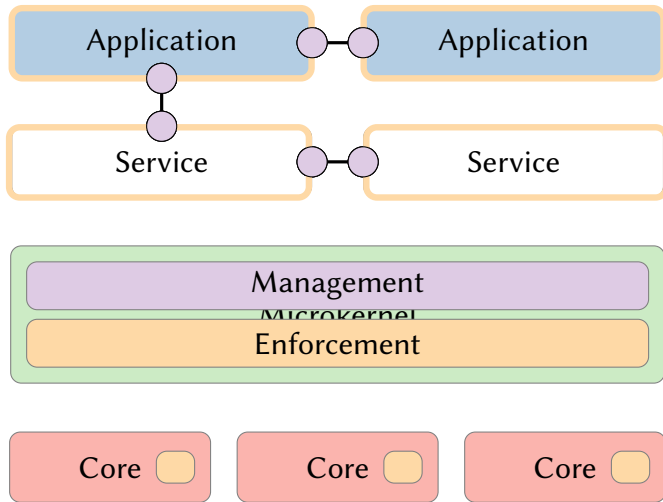 Application Application
Service Service
Management
Microkernel
Enforcement
Core Core Core